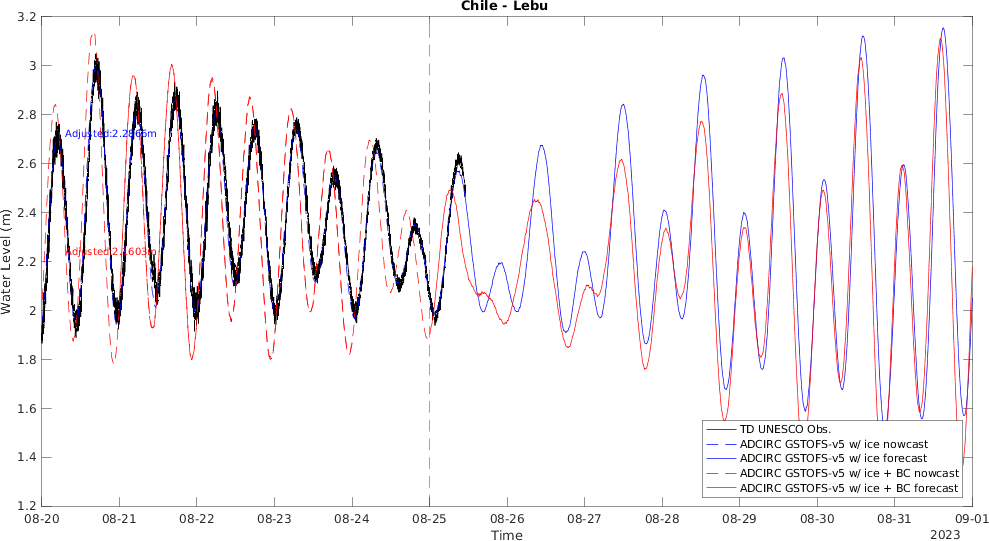 Chile - Lebu
3.2
3
2.8
2.6
2.4
2.2
2
1.8
1.6
1.4
1.2
Water Level (m)
Adjusted:2.2866m
TD UNESCO Obs.
ADCIRC GSTOFS-v5 w/ ice nowcast
ADCIRC GSTOFS-v5 w/ ice forecast
ADCIRC GSTOFS-v5 w/ ice + BC nowcast
ADCIRC GSTOFS-v5 w/ ice + BC forecast
08-20 08-21 08-22 08-23 08-24 08-25 08-26 08-27 08-28 08-29 08-30 08-31 09-01
Time
2023